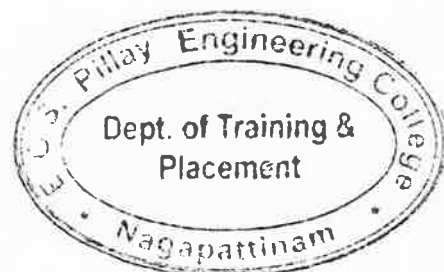 E.G.S. Pillay Engineering College
Dept. of Training &
Placement
Nagapattinam